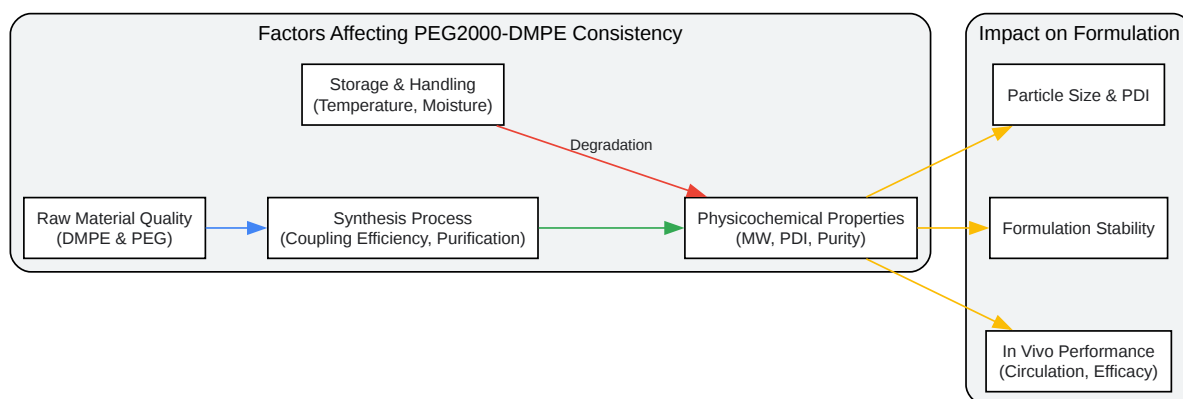 Factors Affecting PEG2000-DMPE Consistency
Storage & Handling
(Temperature, Moisture)
Degradation
Raw Material Quality
(DMPE & PEG)
Synthesis Process
(Coupling Efficiency, Purification)
Physicochemical Properties
(MW, PDI, Purity)
Impact on Formulation
Particle Size & PDI
Formulation Stability
In Vivo Performance
(Circulation, Efficacy)